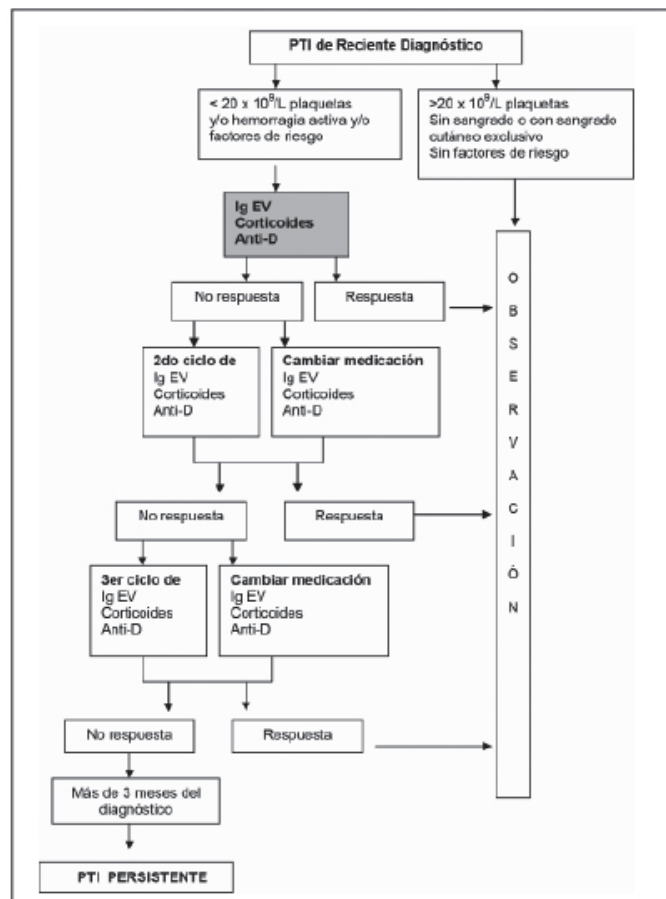 PTI de Reciente Diagnóstico
< 20 x 10⁹/L plaquetas
y/o hemorragia activa y/o
factores de riesgo
>20 x 10⁹/L plaquetas
Sin sangrado o con sangrado
cutáneo exclusivo
Sin factores de riesgo
Ig EV
Corticoides
Anti-D
No respuesta
Respuesta
2do ciclo de
Ig EV
Corticoides
Anti-D
Cambiar medicación
Ig EV
Corticoides
Anti-D
No respuesta
Respuesta
3er ciclo de
Ig EV
Corticoides
Anti-D
Cambiar medicación
Ig EV
Corticoides
Anti-D
No respuesta
Respuesta
Más de 3 meses del
diagnóstico
PTI PERSISTENTE
O
B
S
E
R
V
A
C
I
Ó
N